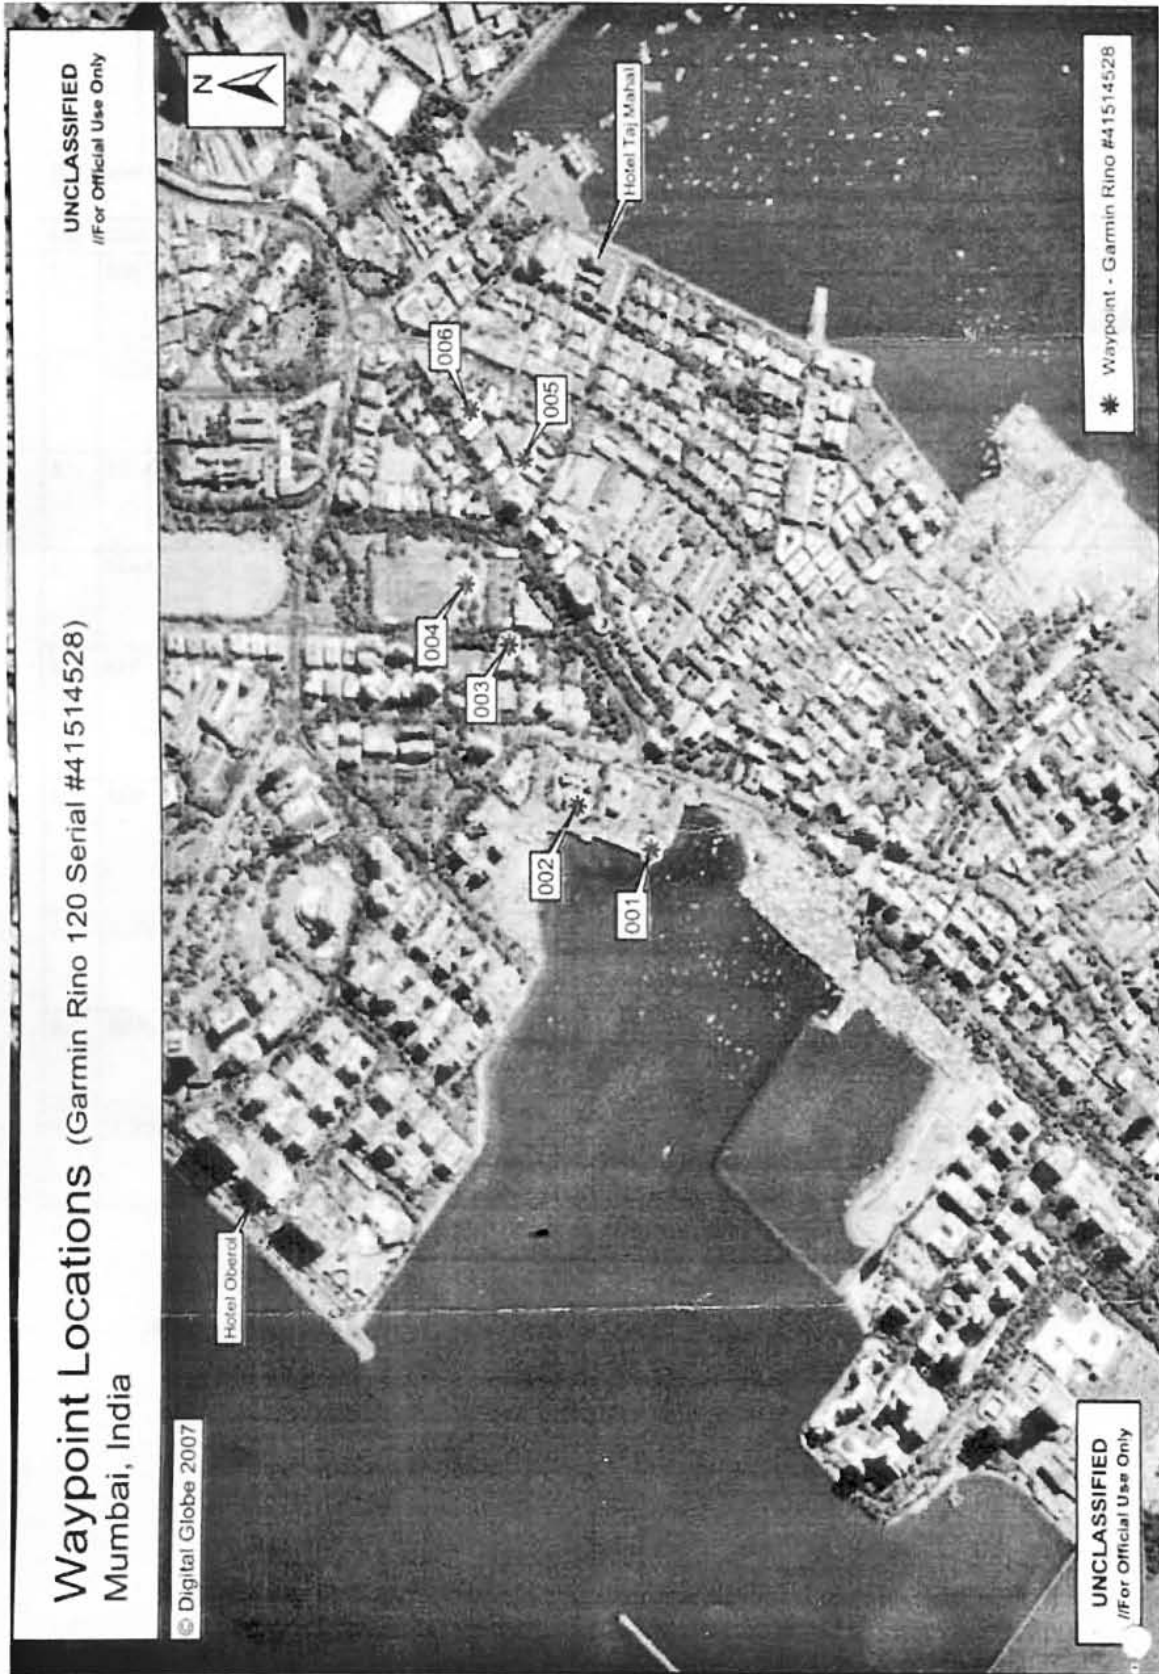 Waypoint Locations (Garmin Rino 120 Serial #41514528)
Mumbai, India
UNCLASSIFIED
//For Official Use Only
N
© Digital Globe 2007
Hotel Oberoi
Hotel Taj Mahal
006
005
004
003
002
001
UNCLASSIFIED
//For Official Use Only
Waypoint - Garmin Rino #41514528